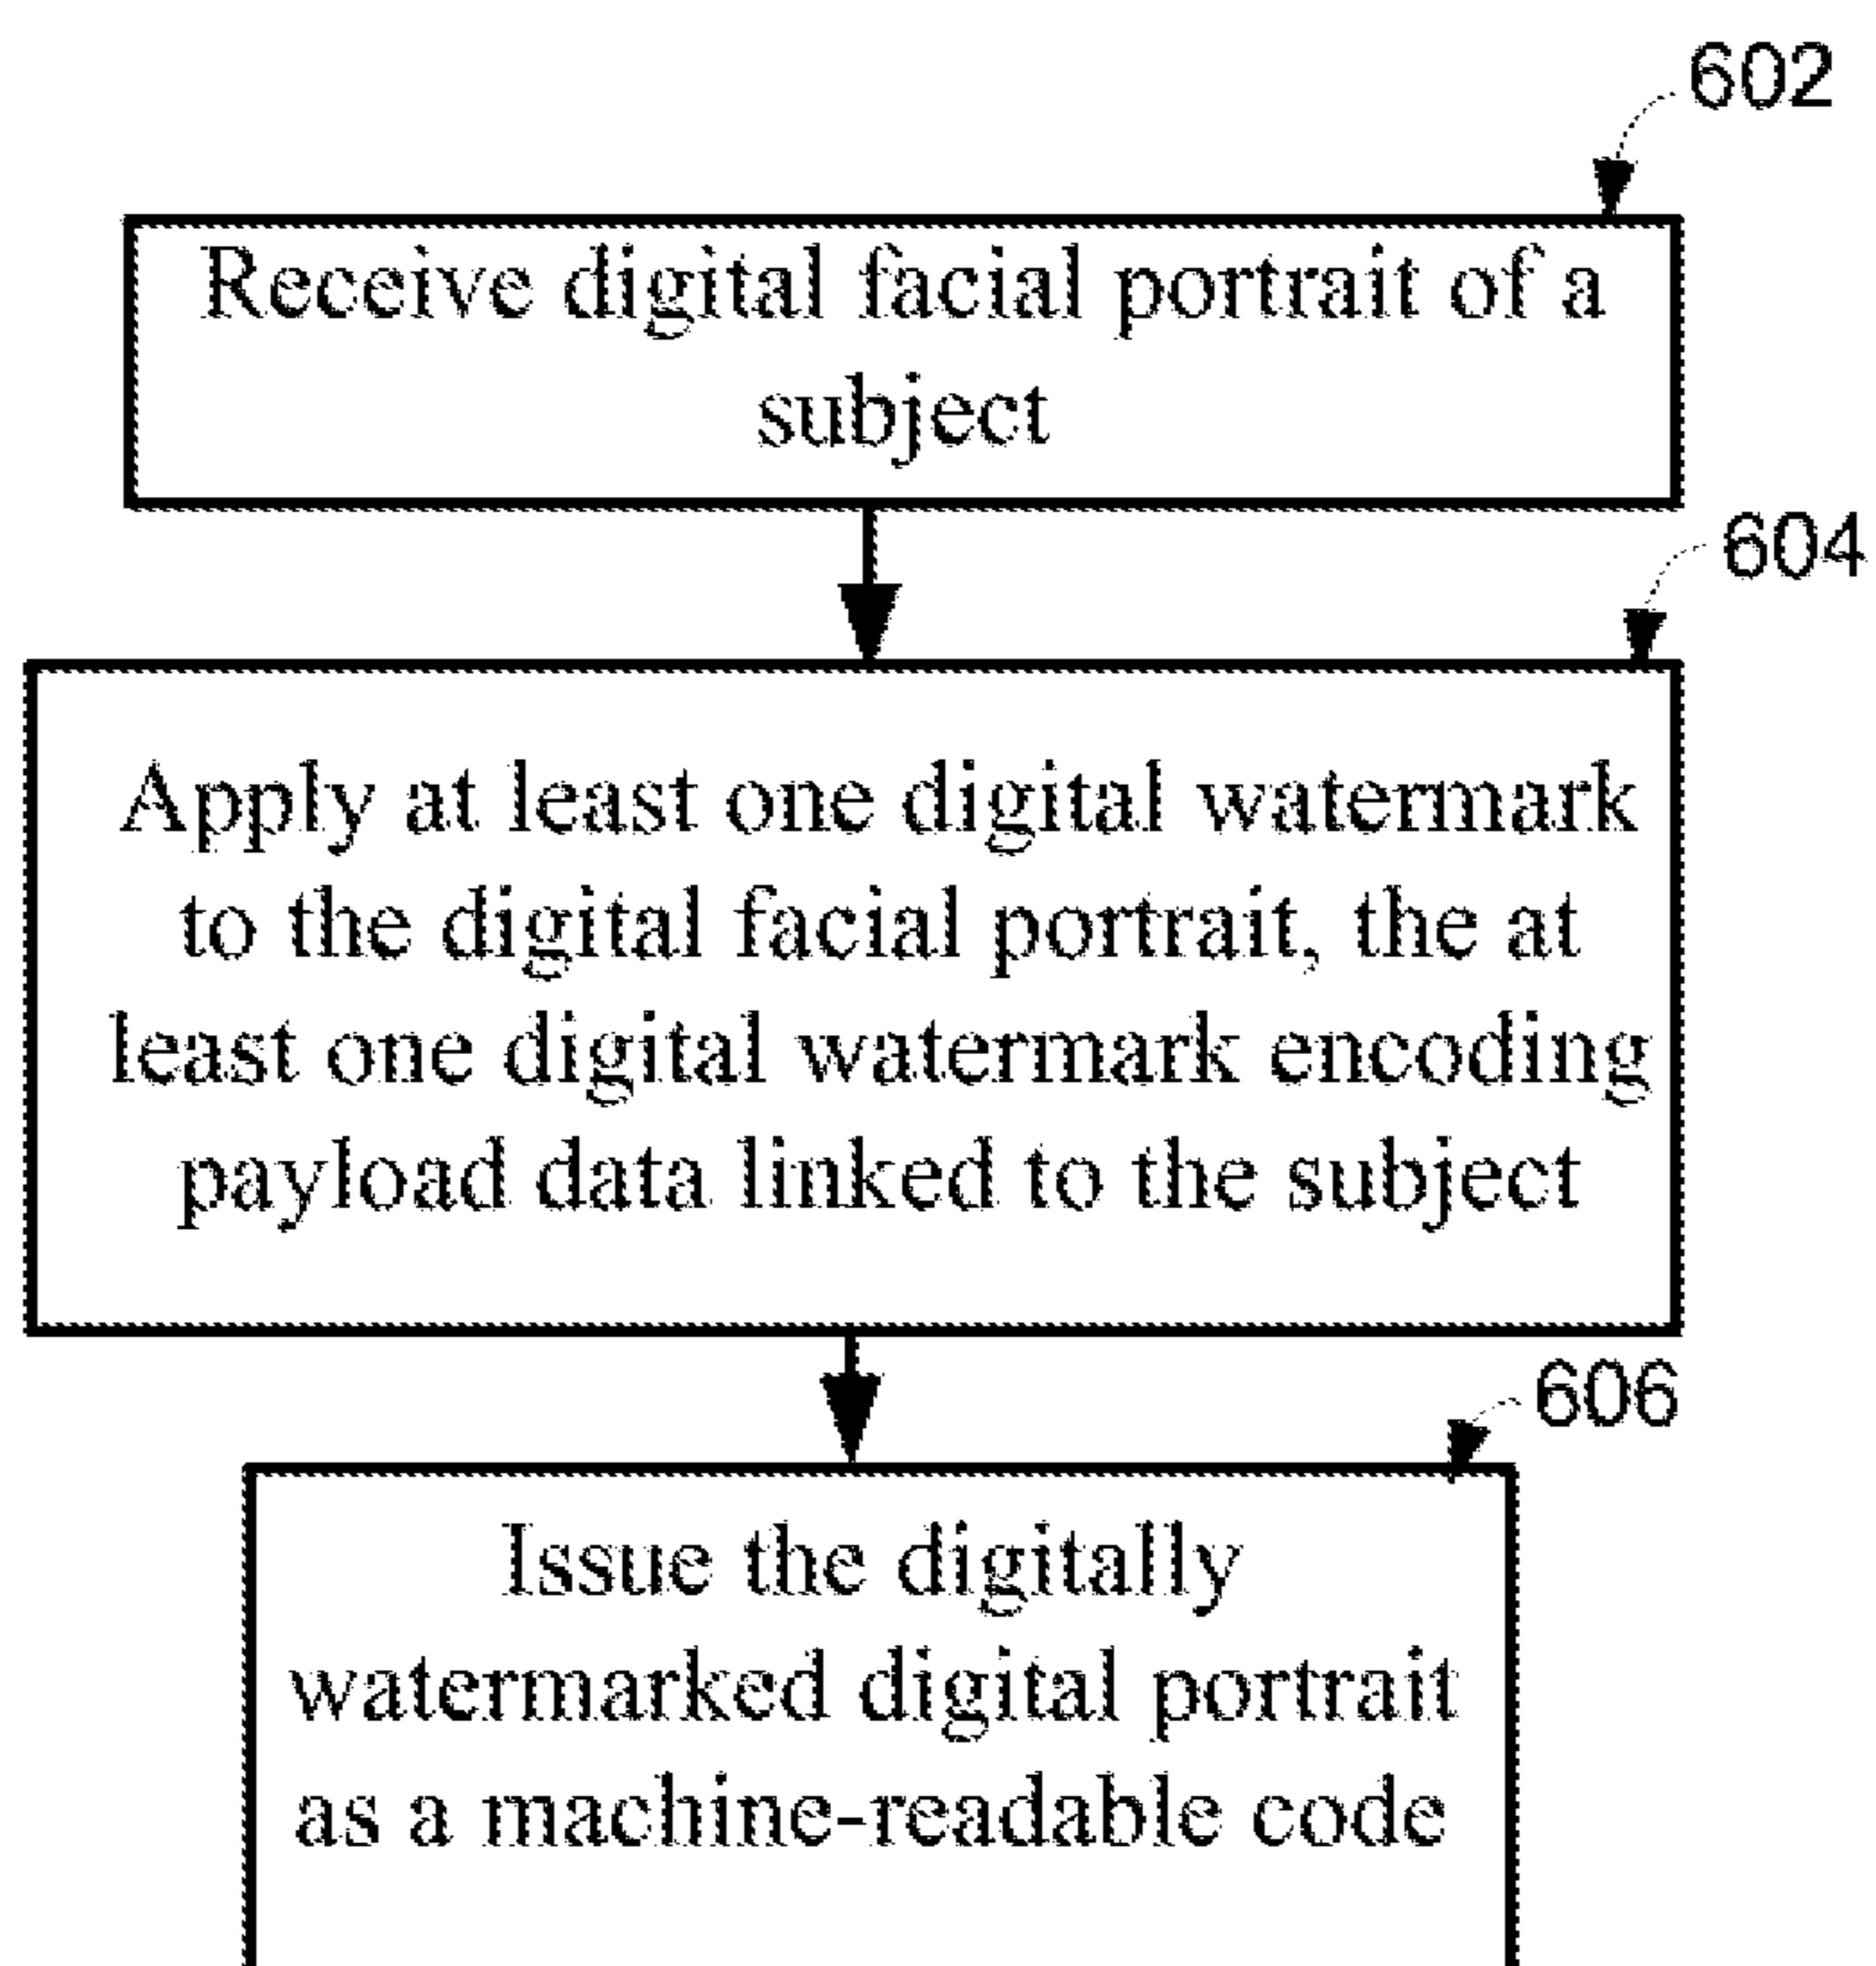 602
Receive digital facial portrait of a
subject
604
Apply at least one digital watermark
to the digital facial portrait, the at
least one digital watermark encoding
payload data linked to the subject
606
Issue the digitally
watermarked digital portrait
as a machine-readable code